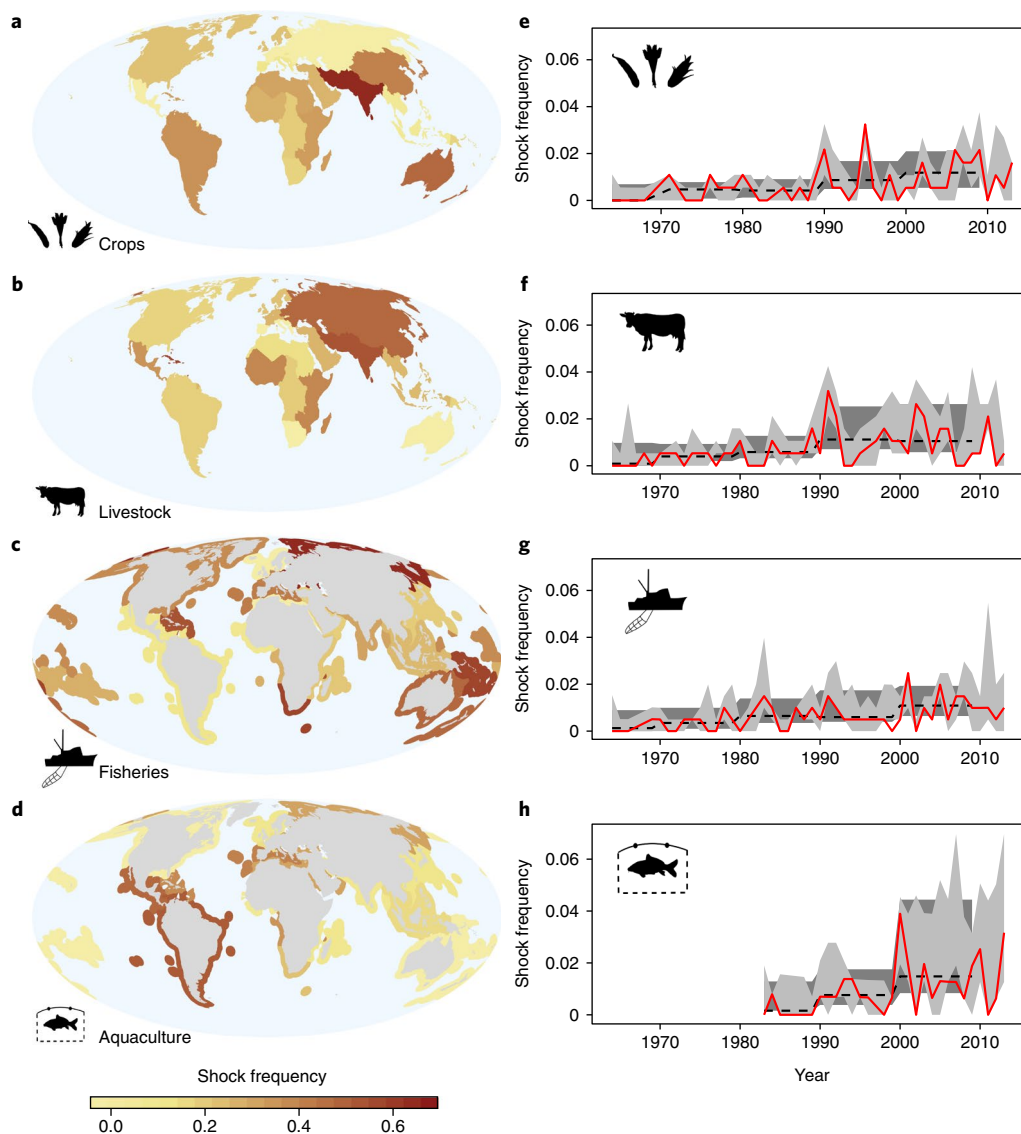 a
Crops
b
Livestock
c
Fisheries
d
Aquaculture
Shock frequency
0.0 0.2 0.4 0.6
e
Shock frequency
0.06
0.04
0.02
0
1970 1980 1990 2000 2010
f
Shock frequency
0.06
0.04
0.02
0
1970 1980 1990 2000 2010
g
Shock frequency
0.06
0.04
0.02
0
1970 1980 1990 2000 2010
h
Shock frequency
0.06
0.04
0.02
0
1970 1980 1990 2000 2010
Year